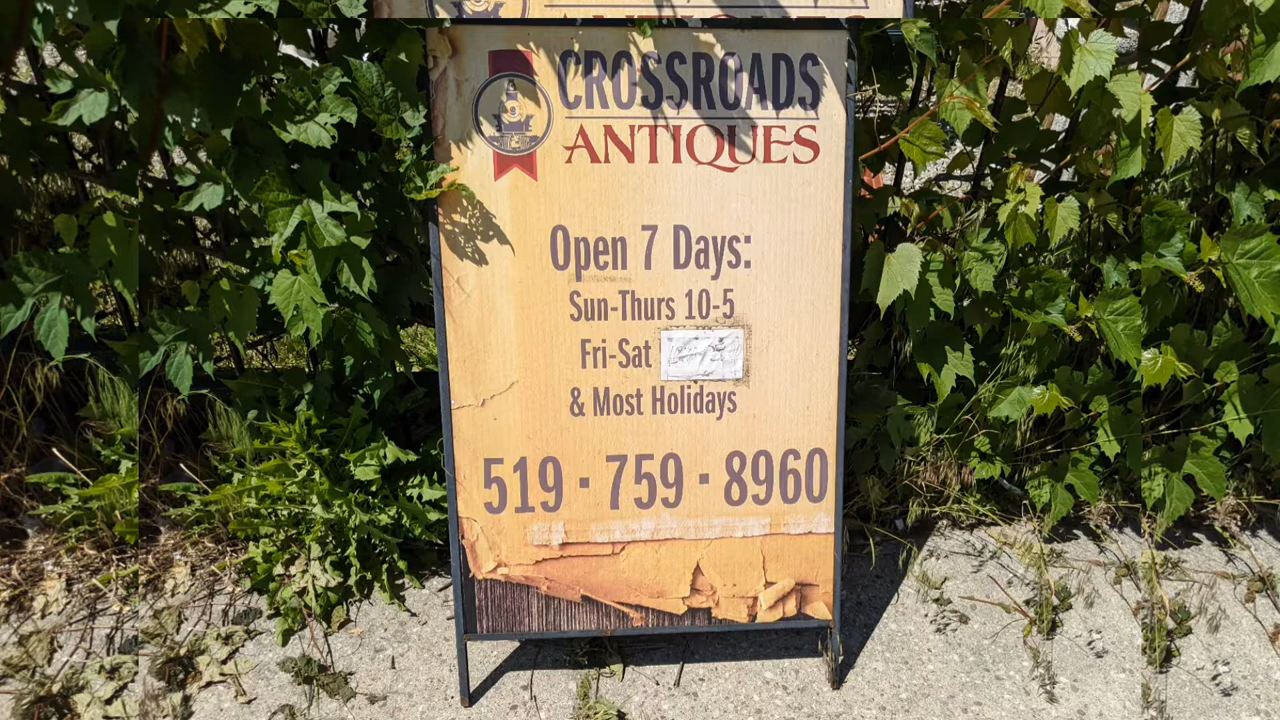 CROSSROADS
ANTIQUES
Open 7 Days:
Sun-Thurs 10-5
Fri-Sat
& Most Holidays
519·759·8960